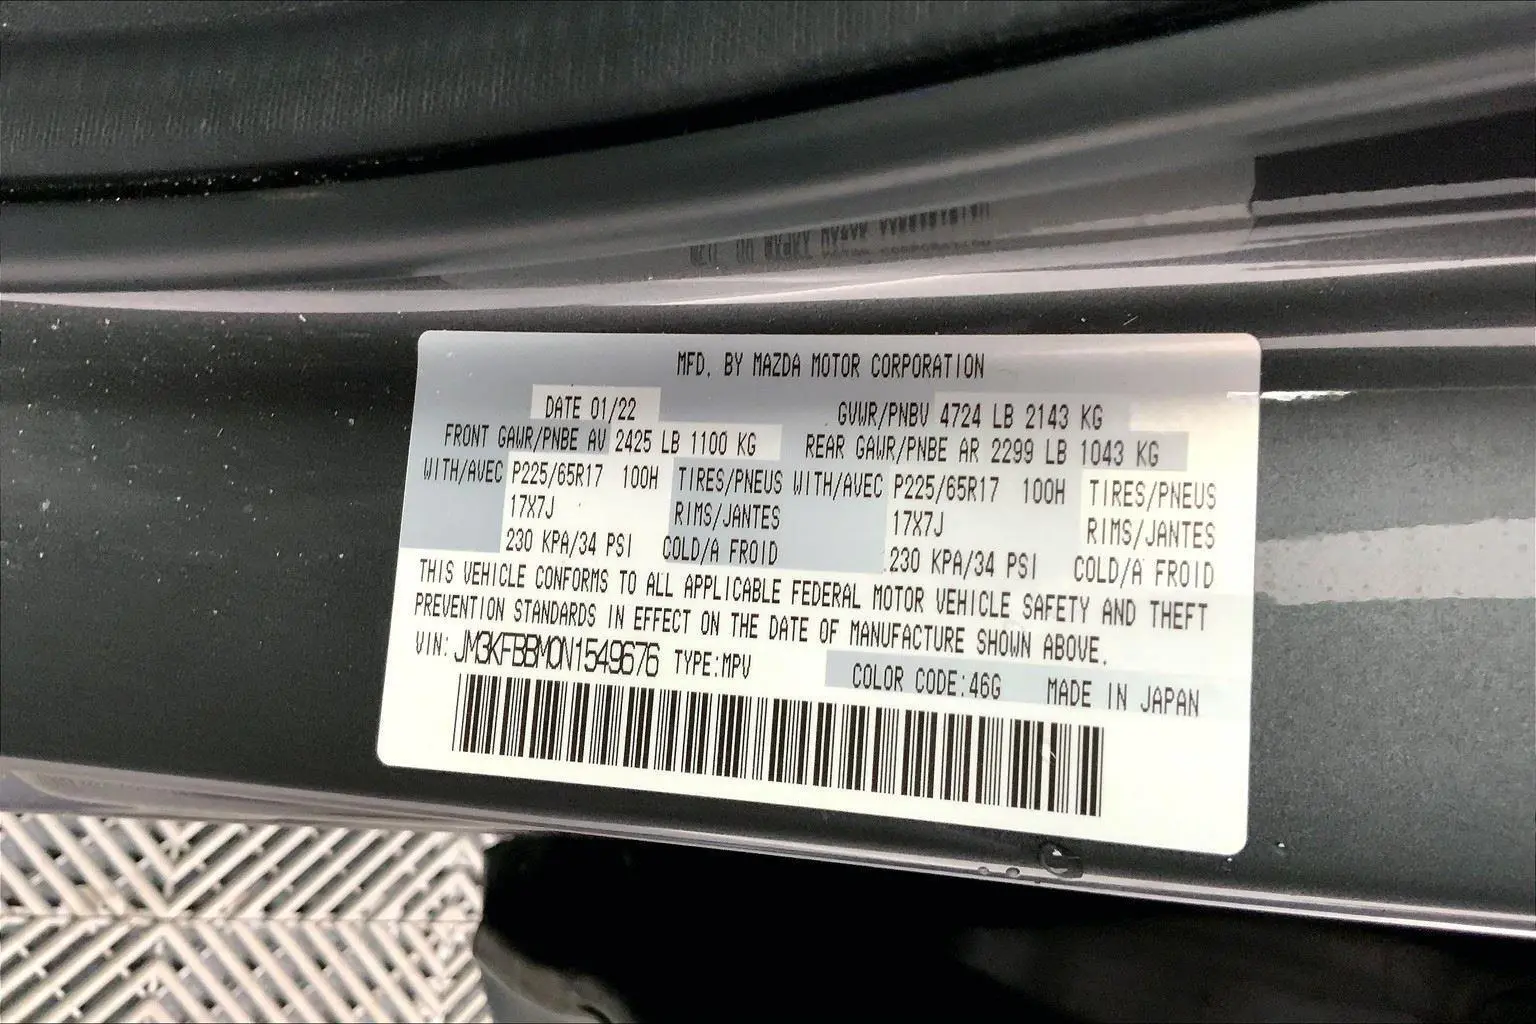 MFD. BY MAZDA MOTOR CORPORATION
DATE 01/22 GVWR/PNBV 4724 LB 2143 KG
FRONT GAWR/PNBE AV 2425 LB 1100 KG REAR GAWR/PNBE AR 2299 LB 1043 KG
WITH/AVEC P225/65R17 100H TIRES/PNEUS WITH/AVEC P225/65R17 100H TIRES/PNEUS
17X7J RIMS/JANTES 17X7J RIMS/JANTES
230 KPA/34 PSI COLD/A FROID 230 KPA/34 PSI COLD/A FROID
THIS VEHICLE CONFORMS TO ALL APPLICABLE FEDERAL MOTOR VEHICLE SAFETY AND THEFT
PREVENTION STANDARDS IN EFFECT ON THE DATE OF MANUFACTURE SHOWN ABOVE.
VIN: JM3KFBBM0N1549676 TYPE:MPV COLOR CODE:46G MADE IN JAPAN